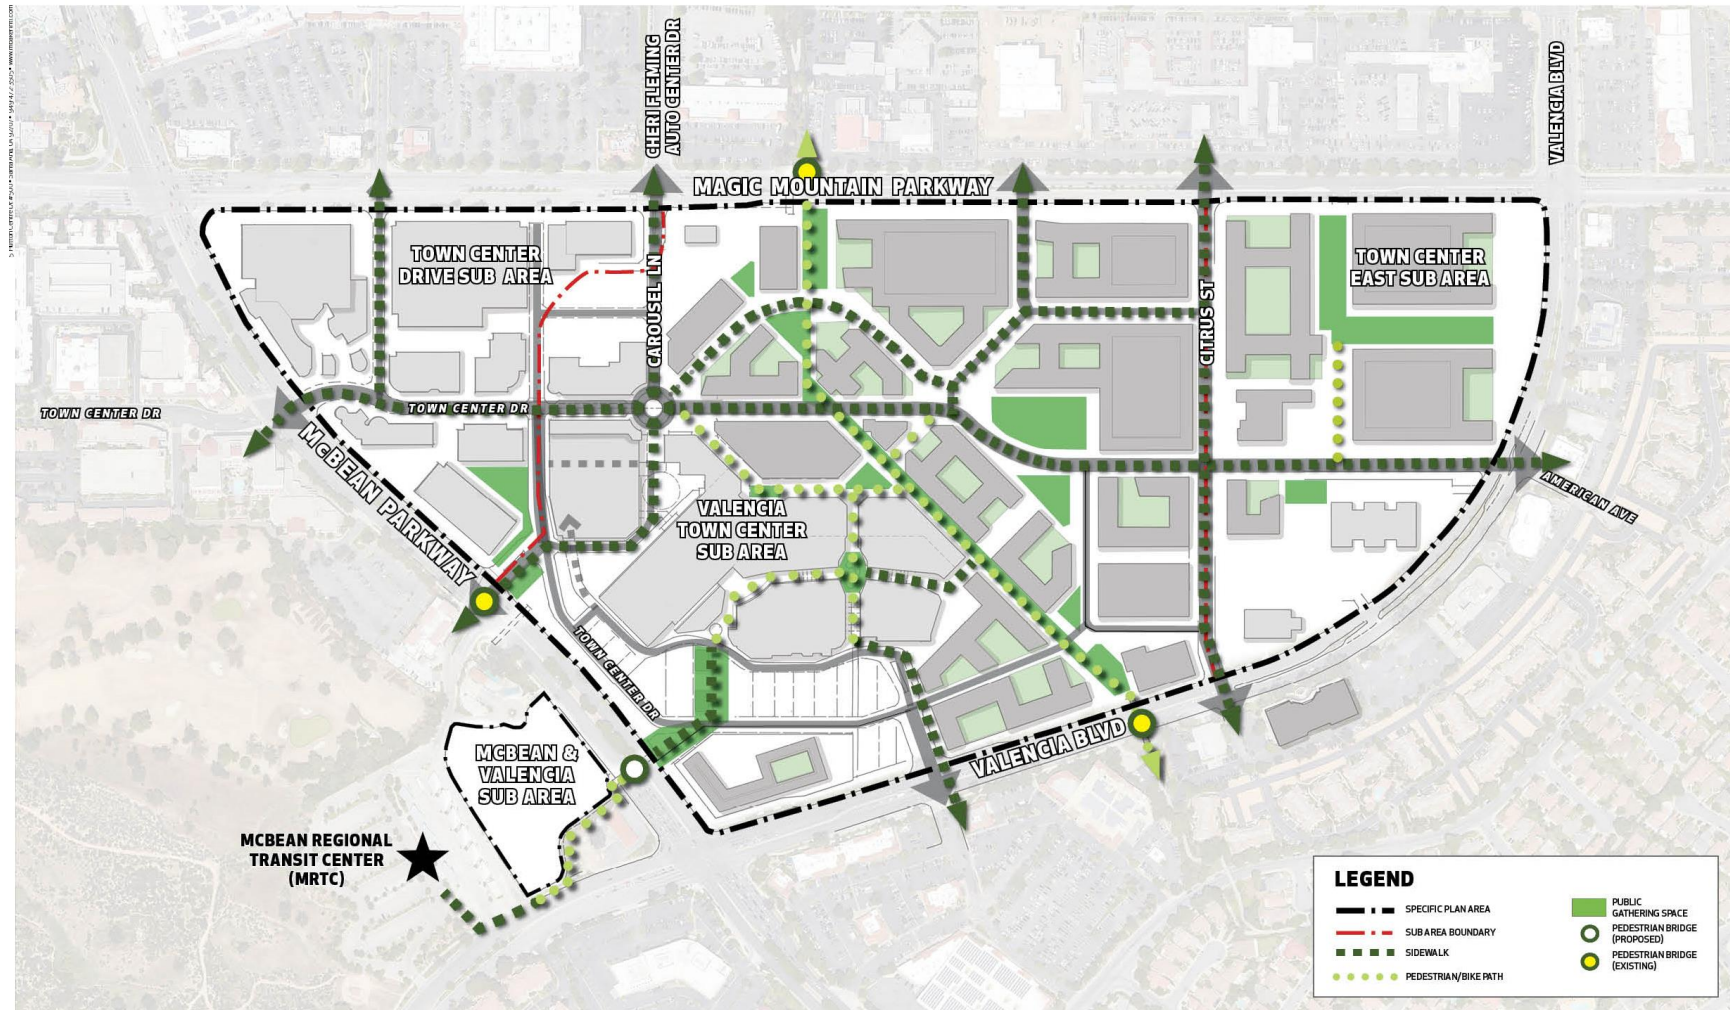 CHERI FLEMING
AUTO CENTER DR
VALENCIA BLVD
MAGIC MOUNTAIN PARKWAY
TOWN CENTER
DRIVE SUB AREA
CAROUSEL LN
CITRUS ST
TOWN CENTER
EAST SUB AREA
TOWN CENTER DR
TOWN CENTER DR
McBEAN PARKWAY
AMERICAN AVE
VALENCIA
TOWN CENTER
SUB AREA
TOWN CENTER DR
VALENCIA BLVD
MCBEAN &
VALENCIA
SUB AREA
MCBEAN REGIONAL
TRANSIT CENTER
(MRTC)
LEGEND
SPECIFIC PLAN AREA
SUB AREA BOUNDARY
SIDEWALK
PEDESTRIAN/BIKE PATH
PUBLIC
GATHERING SPACE
PEDESTRIAN BRIDGE
(PROPOSED)
PEDESTRIAN BRIDGE
(EXISTING)